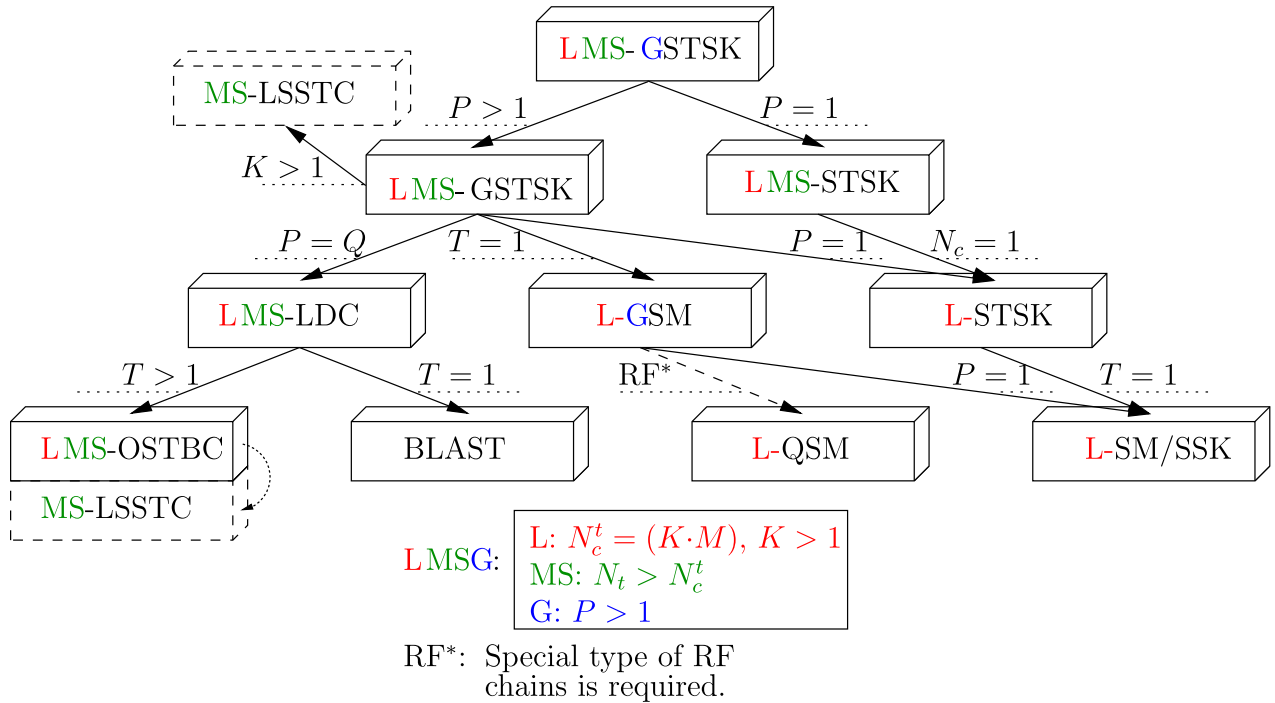 LMS-GSTSK
MS-LSSTC
P > 1
P = 1
K > 1
LMS-GSTSK
LMS-STSK
P = Q
T = 1
P = 1
N_c = 1
LMS-LDC
L-GSM
L-STSK
T > 1
T = 1
RF*
P = 1
T = 1
LMS-OSTBC
BLAST
L-QSM
L-SM/SSK
MS-LSSTC
LMSG:
L: N_c^t = (K·M), K > 1
MS: N_t > N_c^t
G: P > 1
RF*: Special type of RF
chains is required.